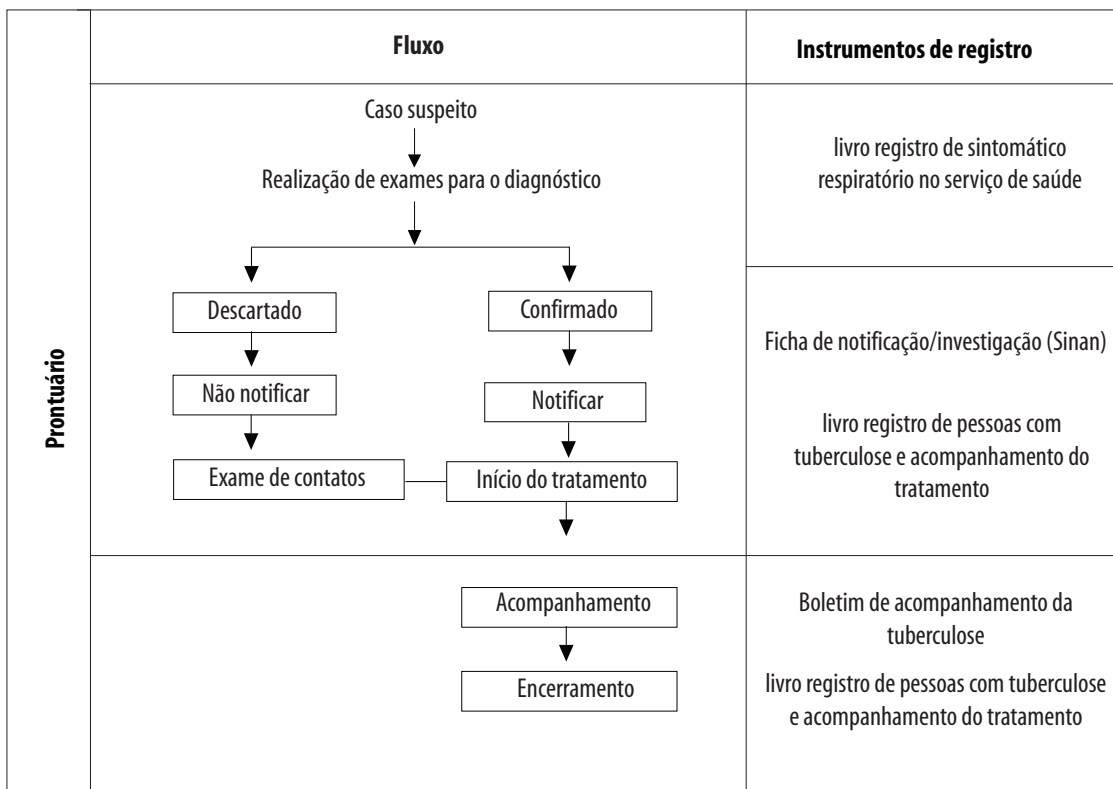 Fluxo
Instrumentos de registro
Prontuário
Caso suspeito
Realização de exames para o diagnóstico
livro registro de sintomático
respiratório no serviço de saúde
Descartado
Confirmado
Não notificar
Notificar
Exame de contatos
Início do tratamento
Ficha de notificação/investigação (Sinan)
livro registro de pessoas com
tuberculose e acompanhamento do
tratamento
Acompanhamento
Encerramento
Boletim de acompanhamento da
tuberculose
livro registro de pessoas com tuberculose
e acompanhamento do tratamento